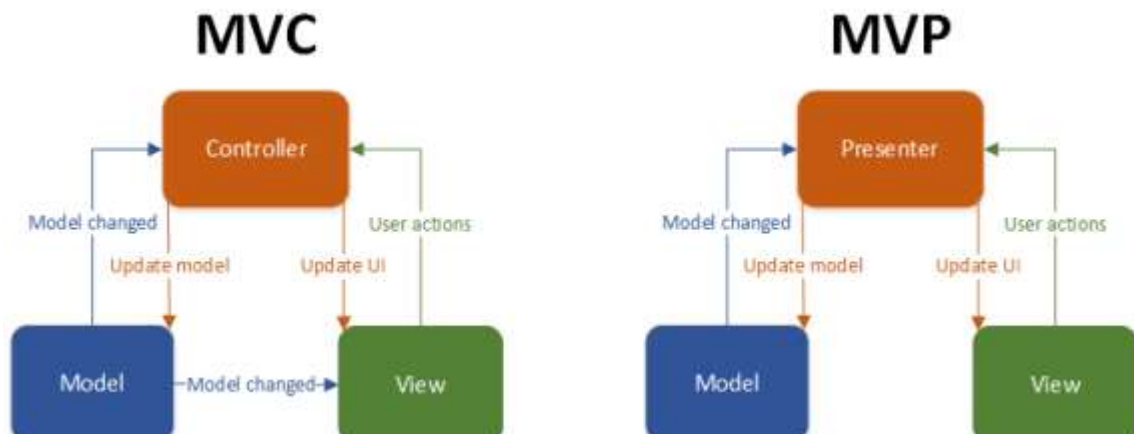 MVC
MVP
Controller
Model changed
User actions
Update model
Update UI
Model
Model changed
View
Presenter
Model changed
User actions
Update model
Update UI
Model
View